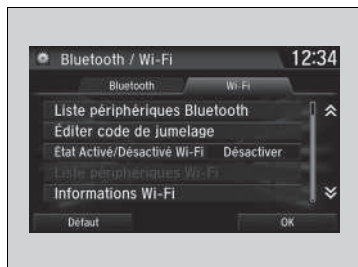 Bluetooth / Wi-Fi
12:34
Bluetooth
Wi-Fi
Liste périphériques Bluetooth
Éditer code de jumelage
Etat Activé/Désactivé Wi-Fi Désactiver
Liste périphériques Wi-Fi
Informations Wi-Fi
Défaut
OK